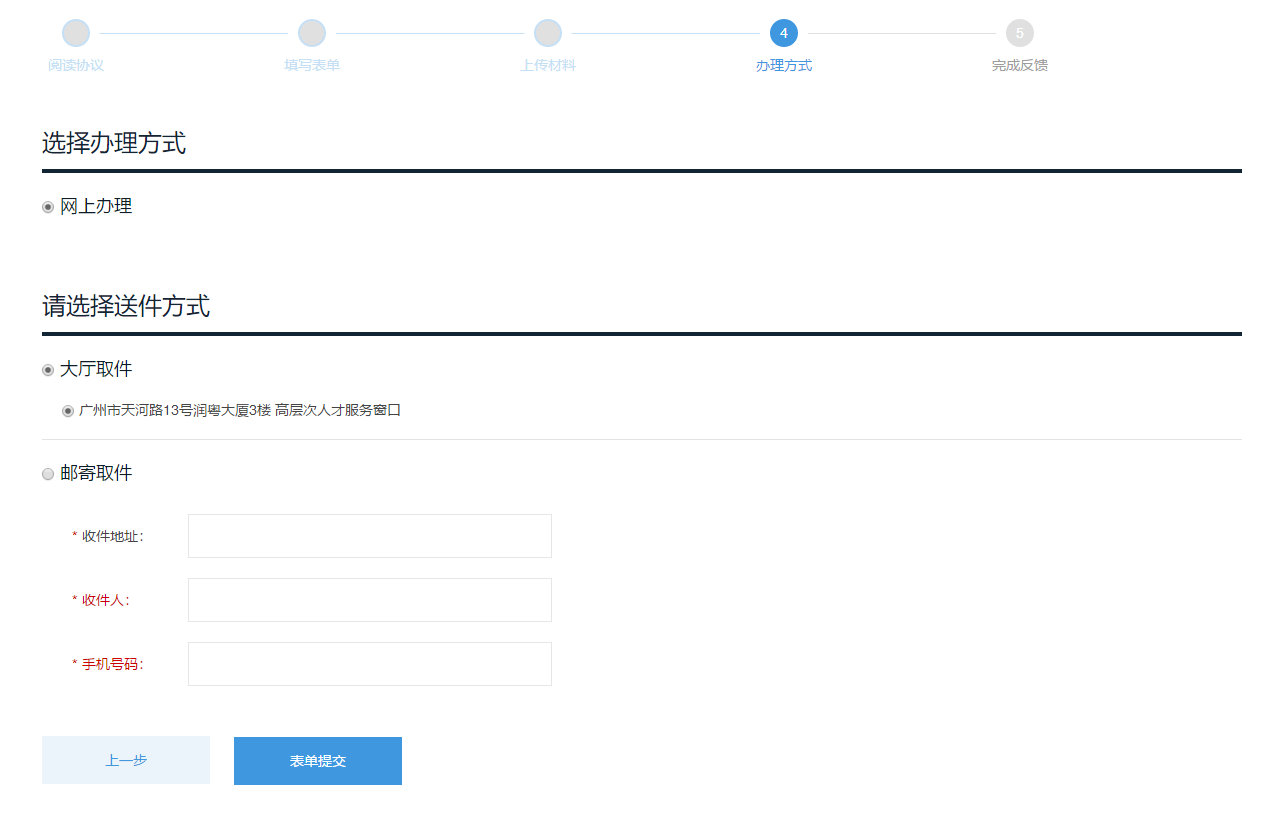 4
5
阅读协议
填写表单
上传材料
办理方式
完成反馈
选择办理方式
网上办理
请选择送件方式
大厅取件
广州市天河路13号润粤大厦3楼 高层次人才服务窗口
邮寄取件
* 收件地址：
* 收件人：
* 手机号码：
上一步
表单提交